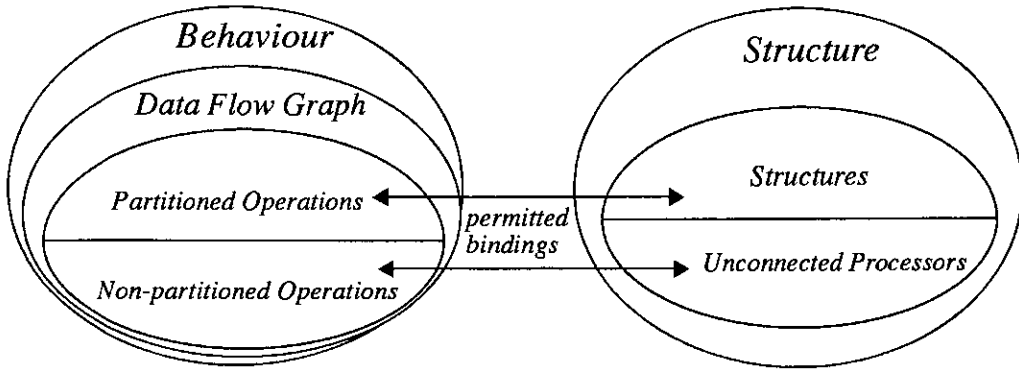 Behaviour
Structure
Data Flow Graph
Partitioned Operations
permitted
bindings
Structures
Non-partitioned Operations
Unconnected Processors